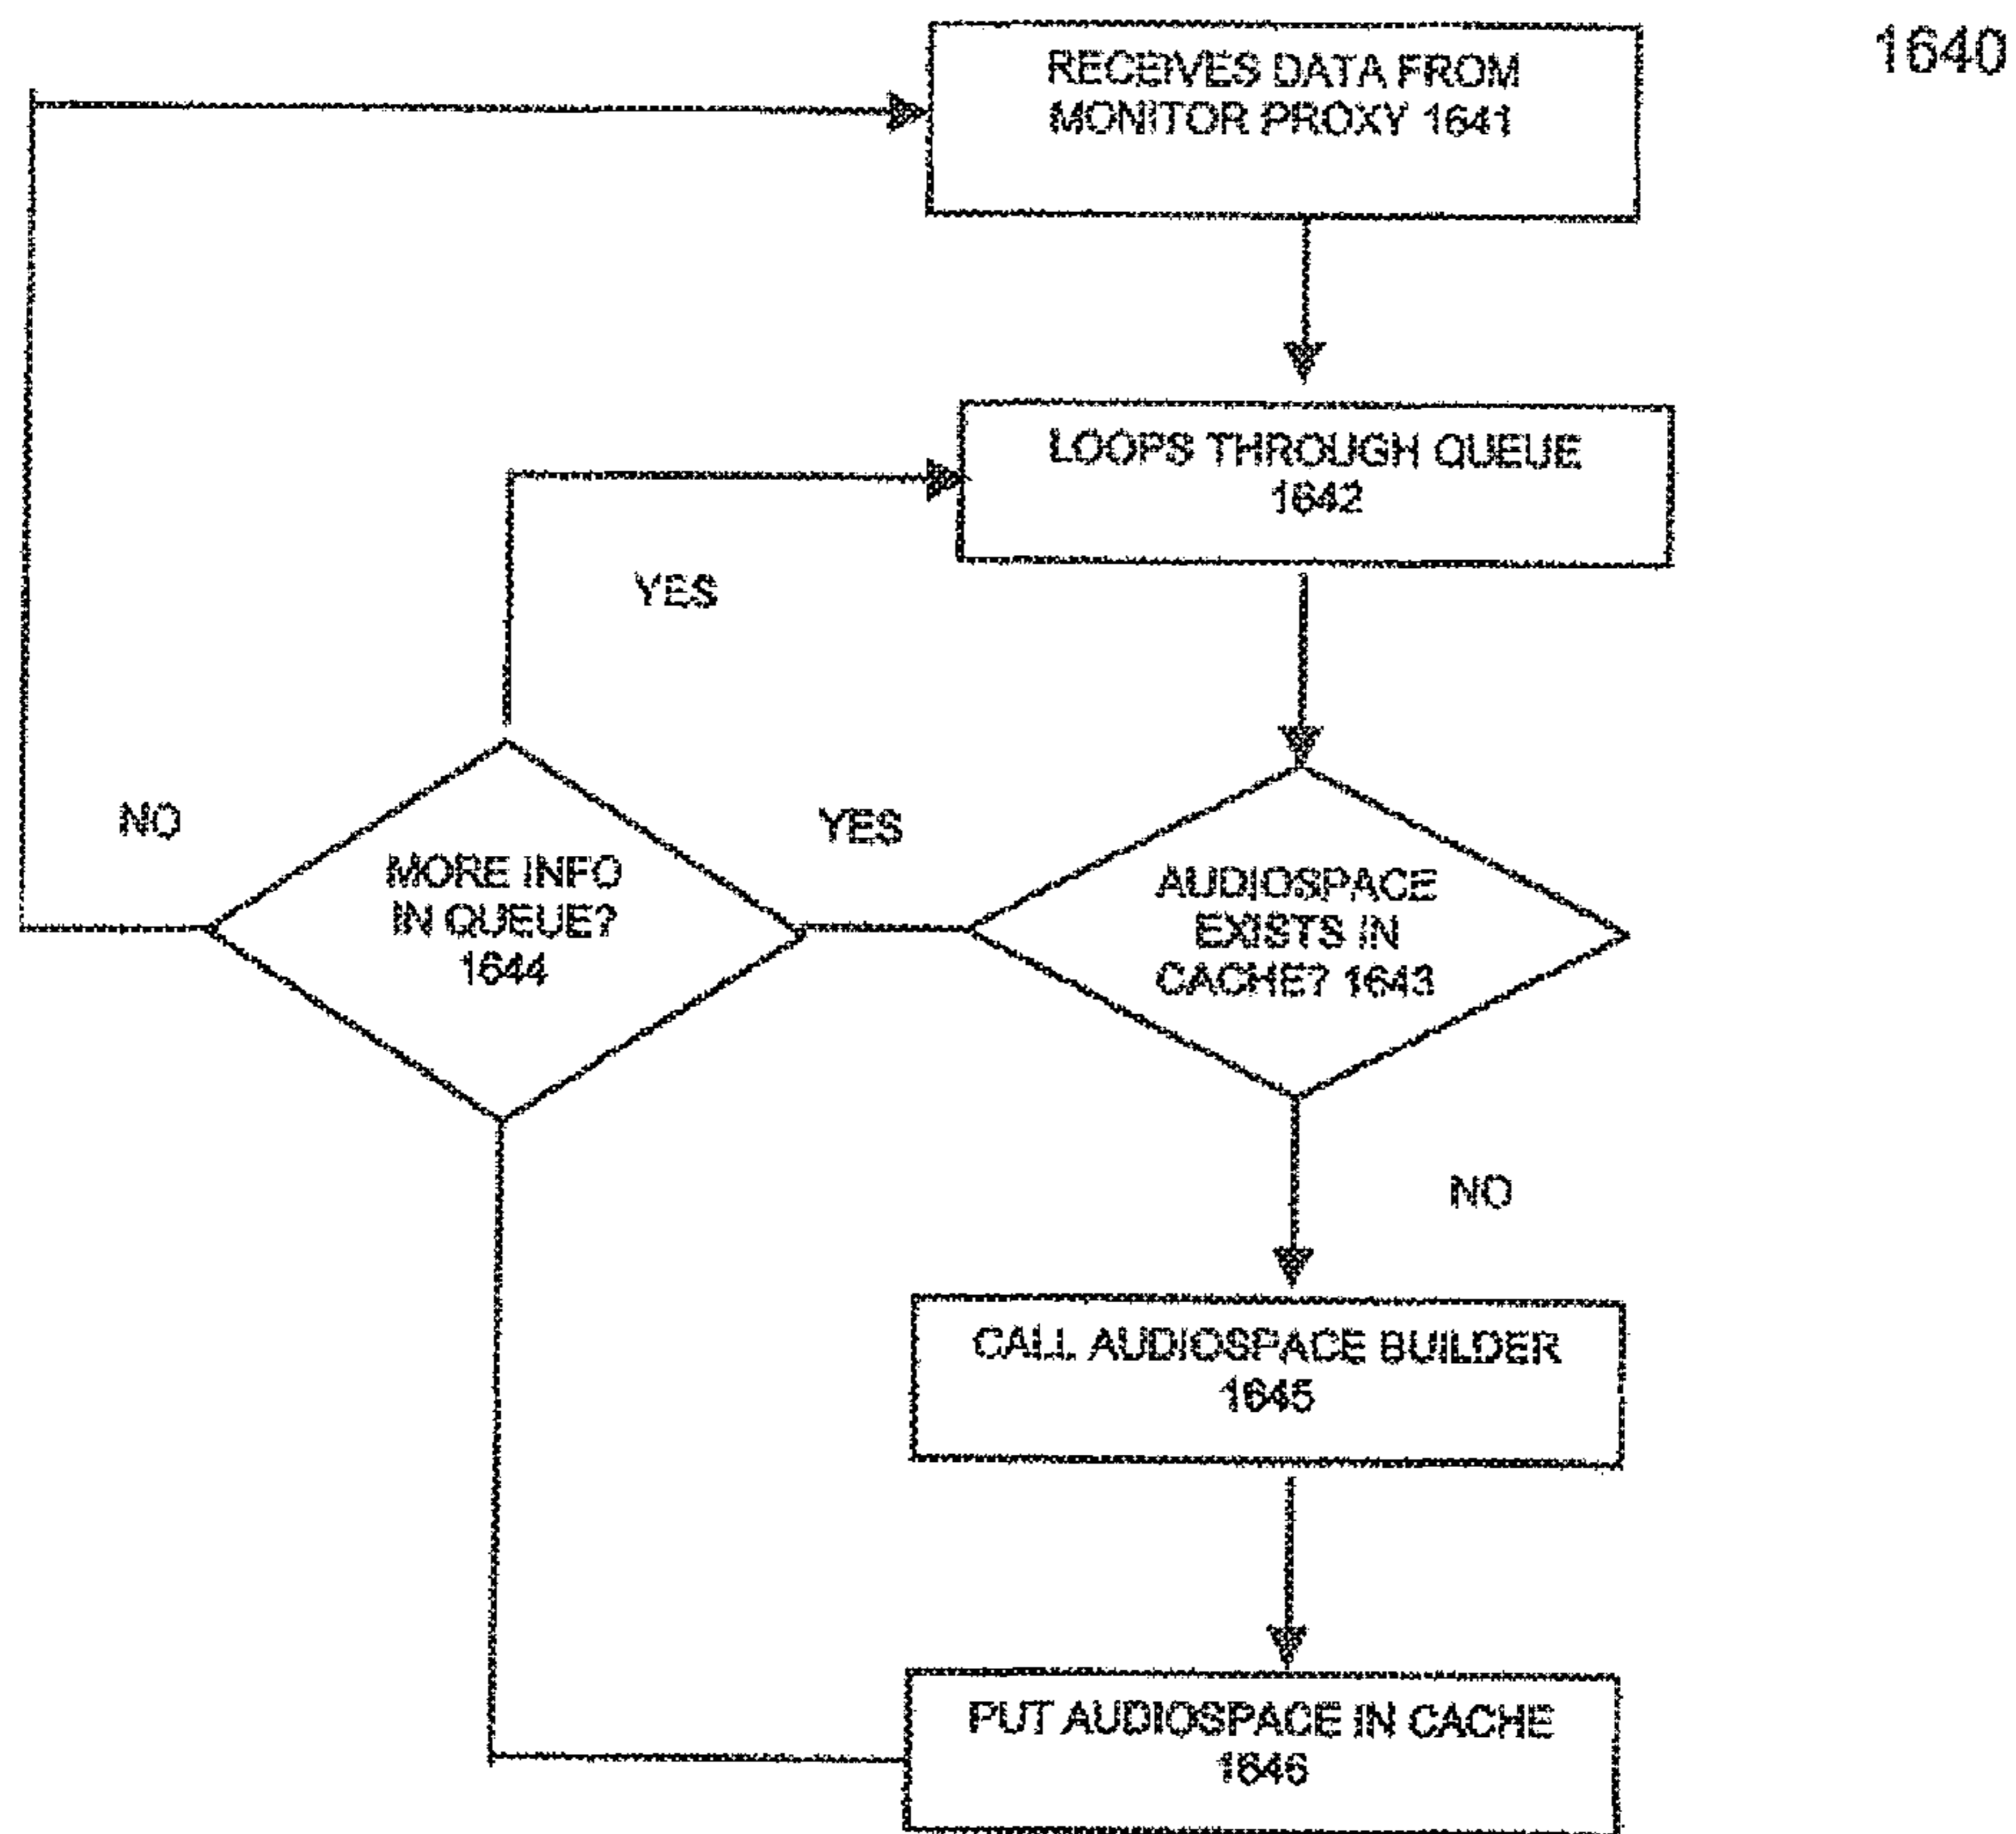 1640
RECEIVES DATA FROM
MONITOR PROXY 1641
LOOPS THROUGH QUEUE
1642
YES
NO
YES
MORE INFO
IN QUEUE?
1644
AUDIOSPACE
EXISTS IN
CACHE? 1643
NO
CALL AUDIOSPACE BUILDER
1645
PUT AUDIOSPACE IN CACHE
1646